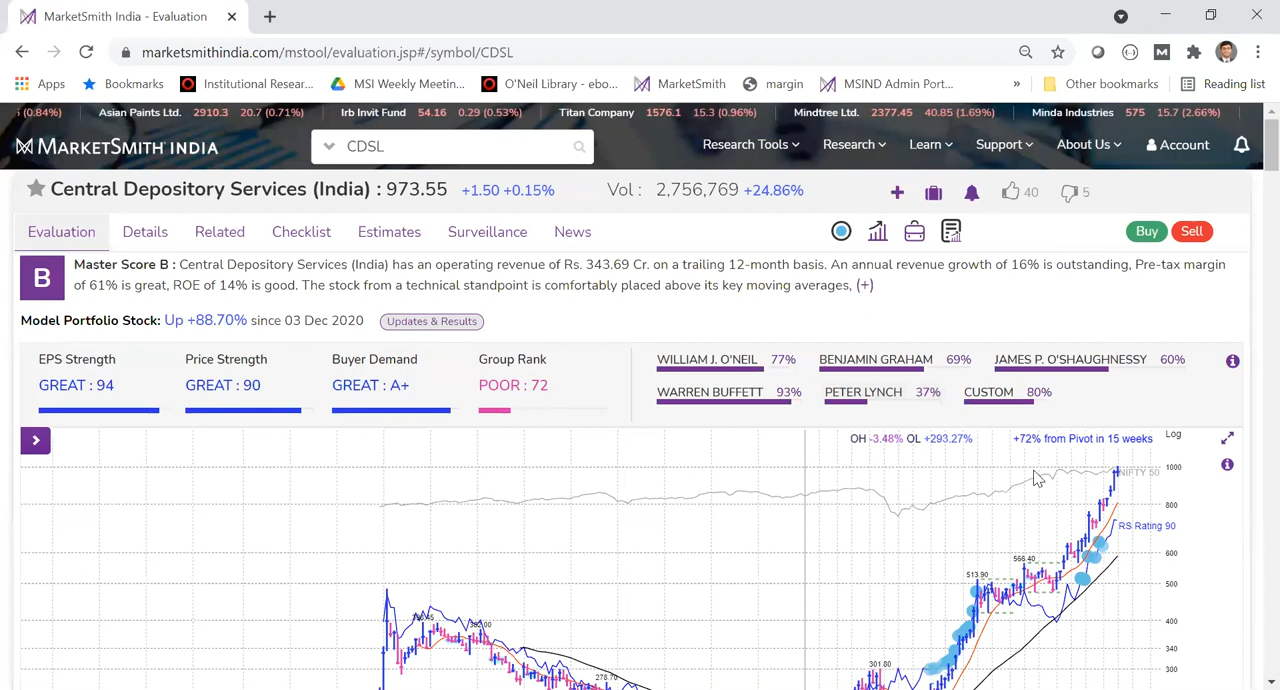 MarketSmith India - Evaluation
marketsmithindia.com/mstool/evaluation.jsp#/symbol/CDSL
Apps Bookmarks Institutional Resear... MSI Weekly Meetin... O'Neil Library - ebo... MarketSmith margin MSIND Admin Port... » Other bookmarks Reading list
i (0.84%) Asian Paints Ltd. 2910.3 20.7 (0.71%) Irb Invit Fund 54.16 0.29 (0.53%) Titan Company 1576.1 15.3 (0.96%) Mindtree Ltd. 2377.45 40.85 (1.69%) Minda Industries 575 15.7 (2.66%)
MARKETSMITH INDIA CDSL Research Tools Research Learn Support About Us Account
Central Depository Services (India) : 973.55 +1.50 +0.15% Vol : 2,756,769 +24.86% 40 5
Evaluation Details Related Checklist Estimates Surveillance News Buy Sell
B Master Score B : Central Depository Services (India) has an operating revenue of Rs. 343.69 Cr. on a trailing 12-month basis. An annual revenue growth of 16% is outstanding, Pre-tax margin
of 61% is great, ROE of 14% is good. The stock from a technical standpoint is comfortably placed above its key moving averages, (+)
Model Portfolio Stock: Up +88.70% since 03 Dec 2020 Updates & Results
EPS Strength Price Strength Buyer Demand Group Rank WILLIAM J. O'NEIL 77% BENJAMIN GRAHAM 69% JAMES P. O'SHAUGHNESSY 60%
GREAT : 94 GREAT : 90 GREAT : A+ POOR : 72 WARREN BUFFETT 93% PETER LYNCH 37% CUSTOM 80%
OH -3.48% OL +293.27% +72% from Pivot in 15 weeks Log
1000
NIFTY 50
800
RS Rating 90
600
566.40
513.90
500
400
382.00
340
301.80
300
278.70